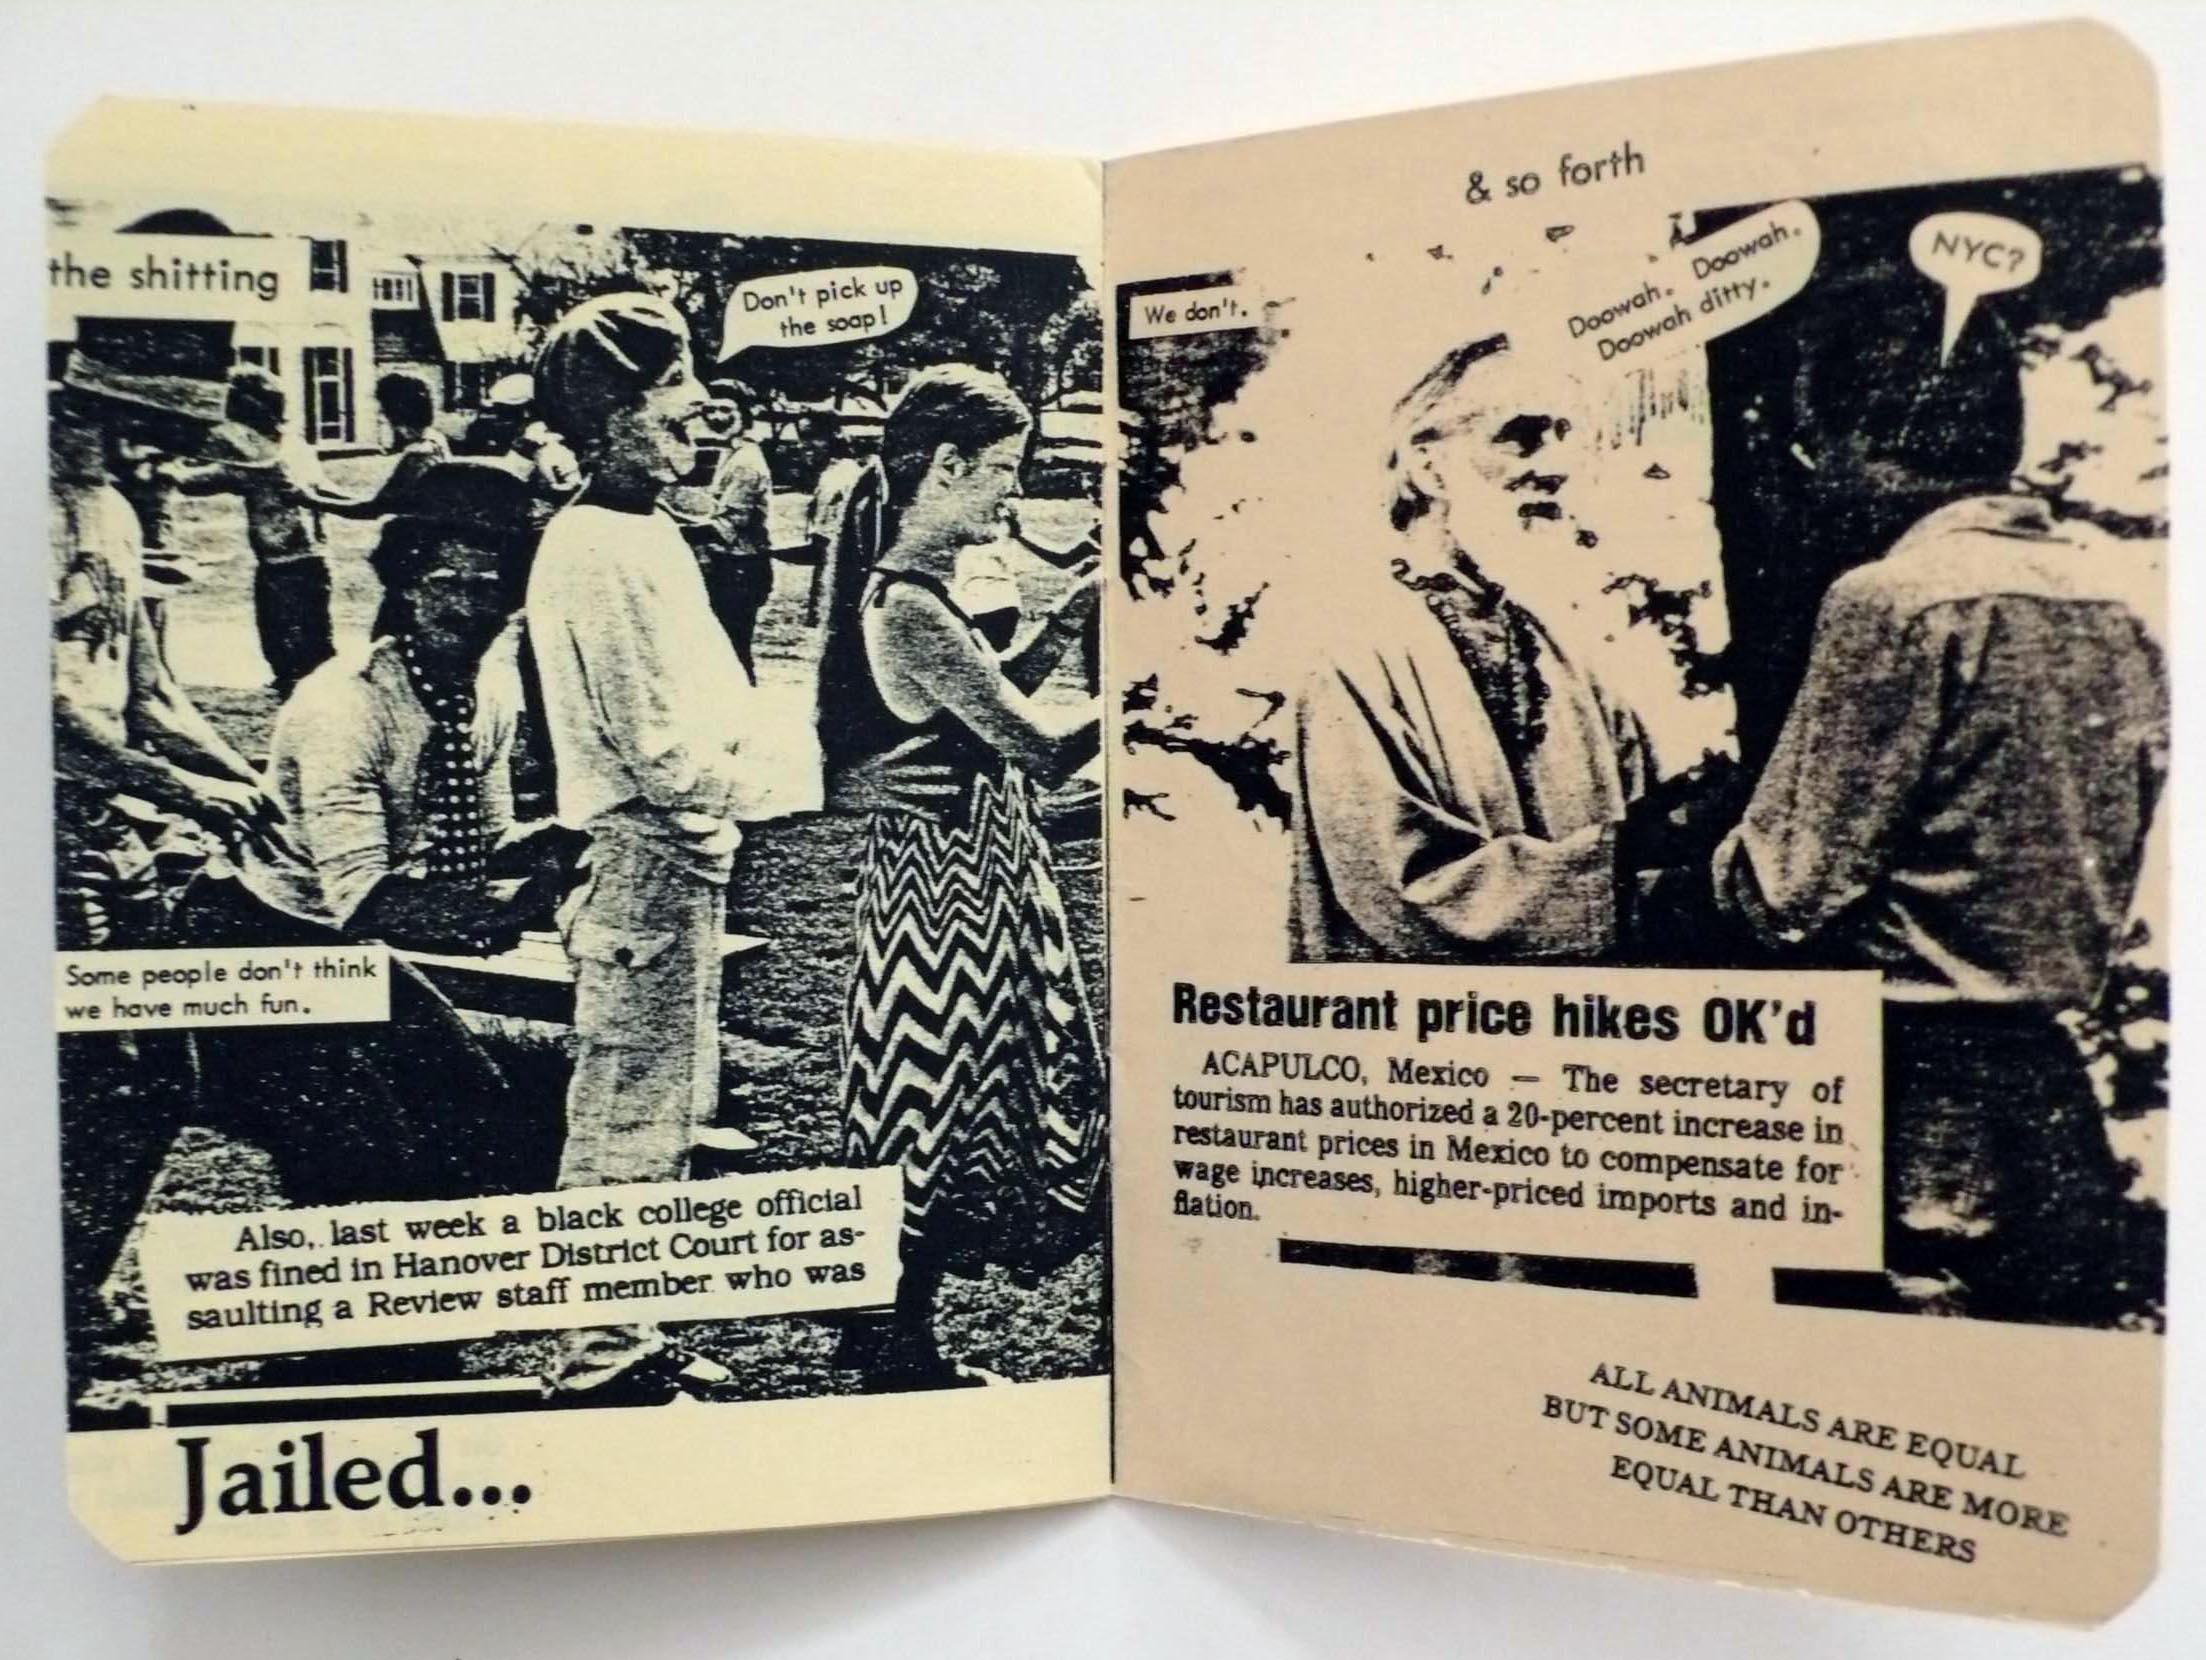 the shitting
Don't pick up
the soap!
Some people don't think
we have much fun.
Also, last week a black college official
was fined in Hanover District Court for as-
saulting a Review staff member who was
Jailed...
& so forth
We don't.
Doowah. Doowah.
Doowah ditty.
NYC?
Restaurant price hikes OK'd
ACAPULCO, Mexico — The secretary of
tourism has authorized a 20-percent increase in
restaurant prices in Mexico to compensate for
wage increases, higher-priced imports and in-
flation.
ALL ANIMALS ARE EQUAL
BUT SOME ANIMALS ARE MORE
EQUAL THAN OTHERS